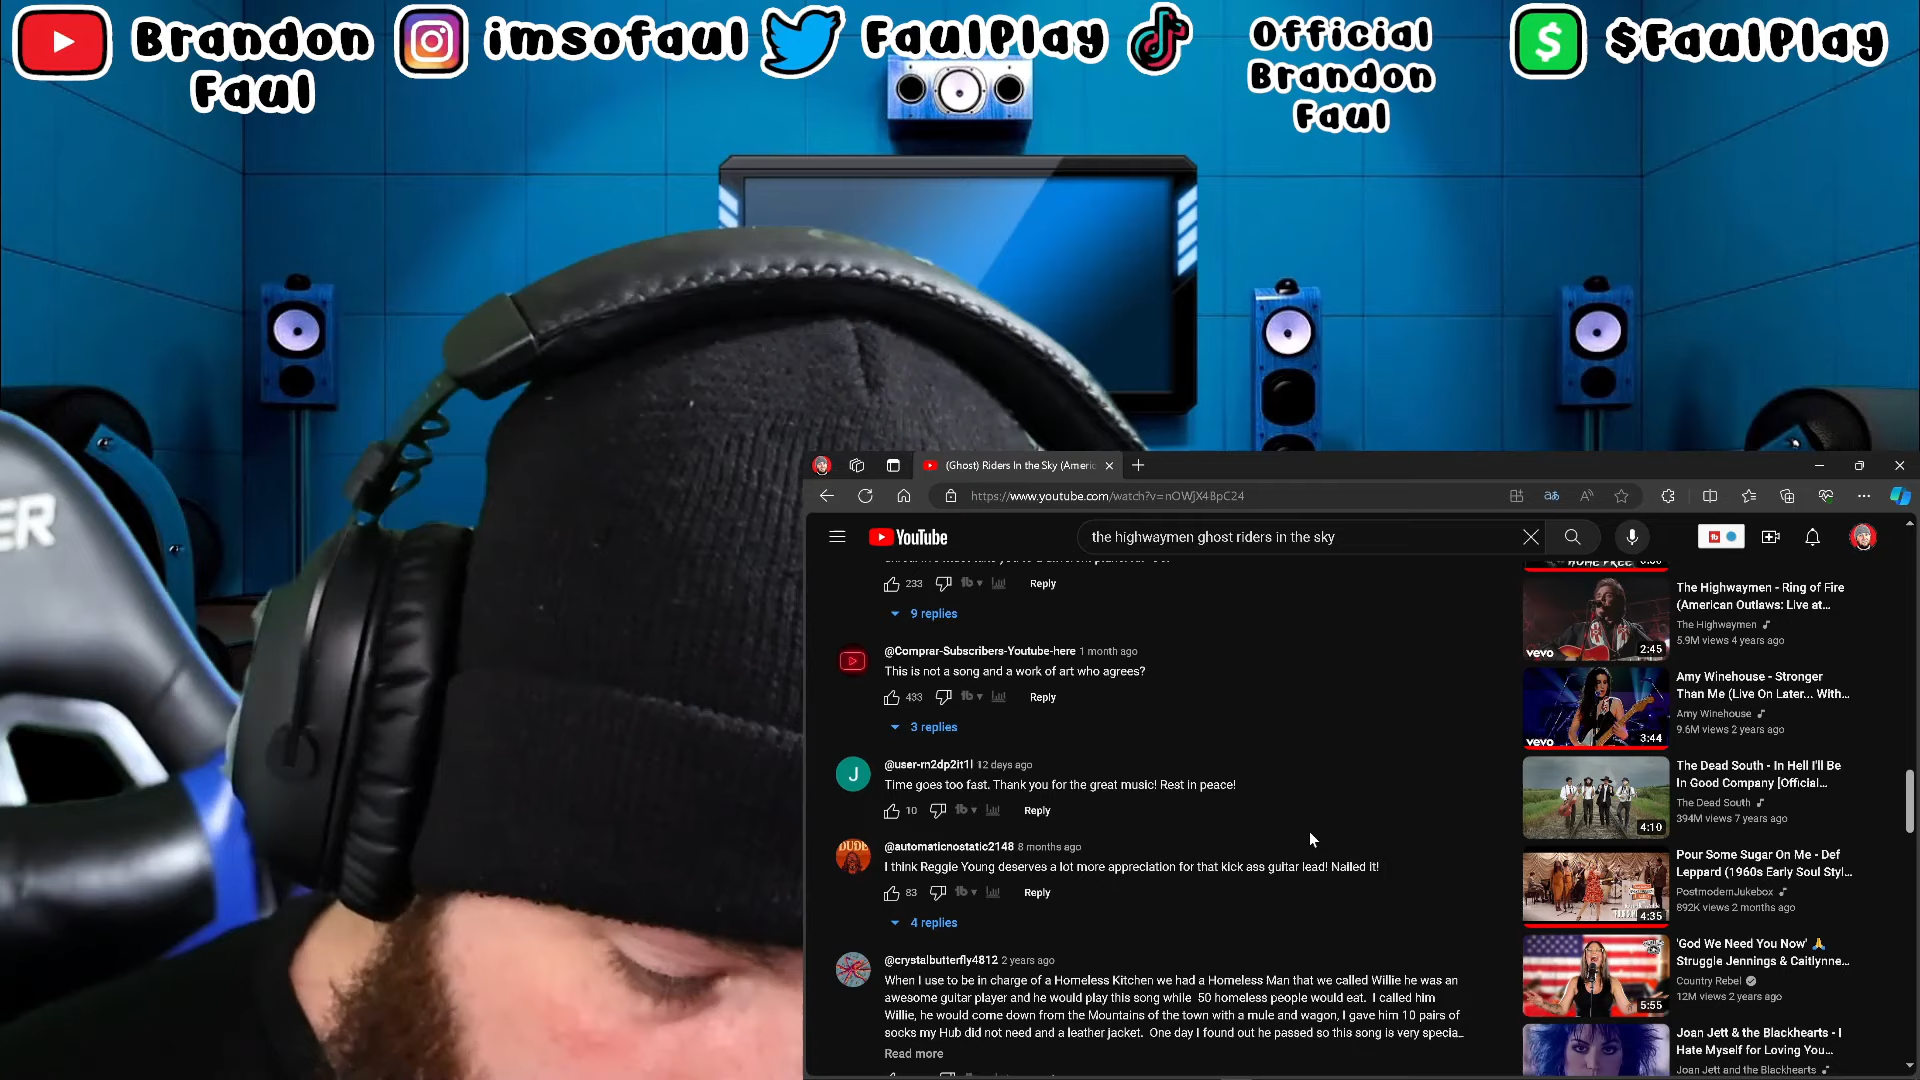 Brandon
Faul
imsofaul
FaulPlay
Official
Brandon
Faul
$FaulPlay
ER
(Ghost) Riders In the Sky (Americ
https://www.youtube.com/watch?v=nOWjX4BpC24
YouTube
the highwaymen ghost riders in the sky
233
Reply
9 replies
@Comprar-Subscribers-Youtube-here 1 month ago
This is not a song and a work of art who agrees?
433
Reply
3 replies
J
@user-rn2dp2it1l 12 days ago
Time goes too fast. Thank you for the great music! Rest in peace!
10
Reply
DUDE
@automaticnostatic2148 8 months ago
I think Reggie Young deserves a lot more appreciation for that kick ass guitar lead! Nailed it!
83
Reply
4 replies
@crystalbutterfly4812 2 years ago
When I use to be in charge of a Homeless Kitchen we had a Homeless Man that we called Willie he was an
awesome guitar player and he would play this song while 50 homeless people would eat. I called him
Willie, he would come down from the Mountains of the town with a mule and wagon, I gave him 10 pairs of
socks my Hub did not need and a leather jacket. One day I found out he passed so this song is very specia...
Read more
The Highwaymen - Ring of Fire
(American Outlaws: Live at...
The Highwaymen
5.9M views 4 years ago
vevo
2:45
Amy Winehouse - Stronger
Than Me (Live On Later... With...
Amy Winehouse
9.6M views 2 years ago
vevo
3:44
The Dead South - In Hell I'll Be
In Good Company [Official...
The Dead South
394M views 7 years ago
4:10
Pour Some Sugar On Me - Def
Leppard (1960s Early Soul Styl...
PostmodernJukebox
892K views 2 months ago
4:35
'God We Need You Now' 🙏
Struggle Jennings & Caitlynne...
Country Rebel
12M views 2 years ago
5:55
Joan Jett & the Blackhearts - I
Hate Myself for Loving You...
Joan Jett & the Blackhearts